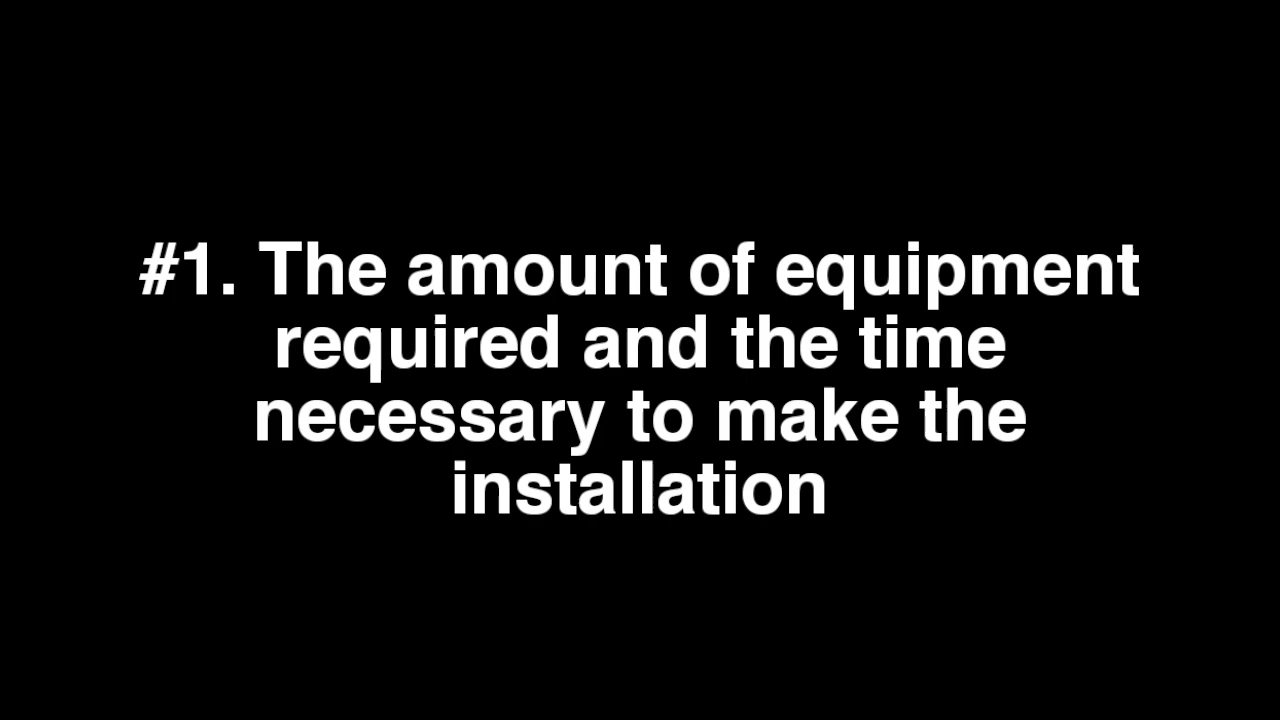 #1. The amount of equipment
required and the time
necessary to make the
installation